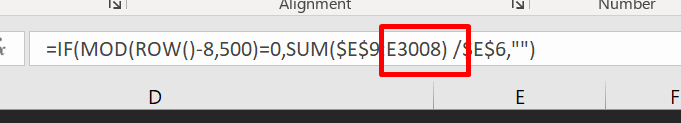 Alignment Number
=IF(MOD(ROW()-8,500)=0,SUM($E$9:E3008) /$E$6,"")
D E F